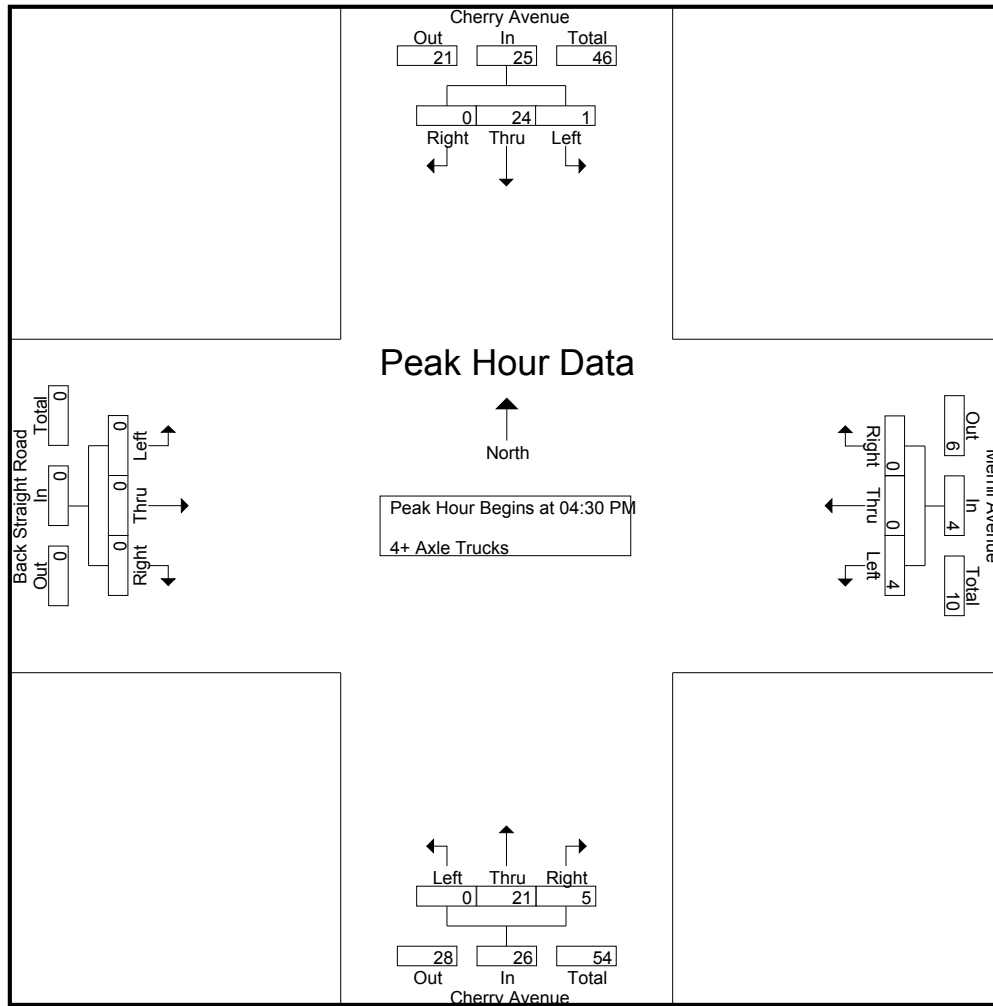 Cherry Avenue
Out In Total
21 25 46
0 24 1
Right Thru Left
Peak Hour Data
North
Peak Hour Begins at 04:30 PM
4+ Axle Trucks
Back Straight Road
Total In Out
0 0 0
0 0 0
Left Thru Right
Avenue
Out In Total
6 4 10
0 0 4
Right Thru Left
Left Thru Right
0 21 5
28 26 54
Out In Total
Cherry Avenue